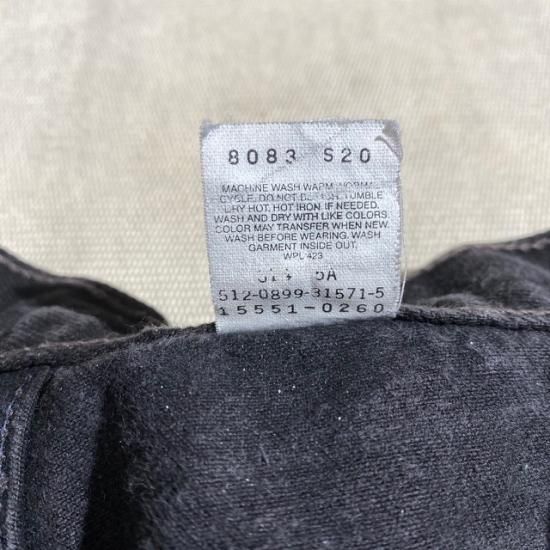 8083 S20
MACHINE WASH WARM
CYCLE. DO NOT TUMBLE
DRY HOT, HOT IRON IF NEEDED.
WASH AND DRY WITH LIKE COLORS.
COLOR MAY TRANSFER WHEN NEW.
WASH BEFORE WEARING. WASH
GARMENT INSIDE OUT.
WPL 423
512-0899-31571-5
15551-0260